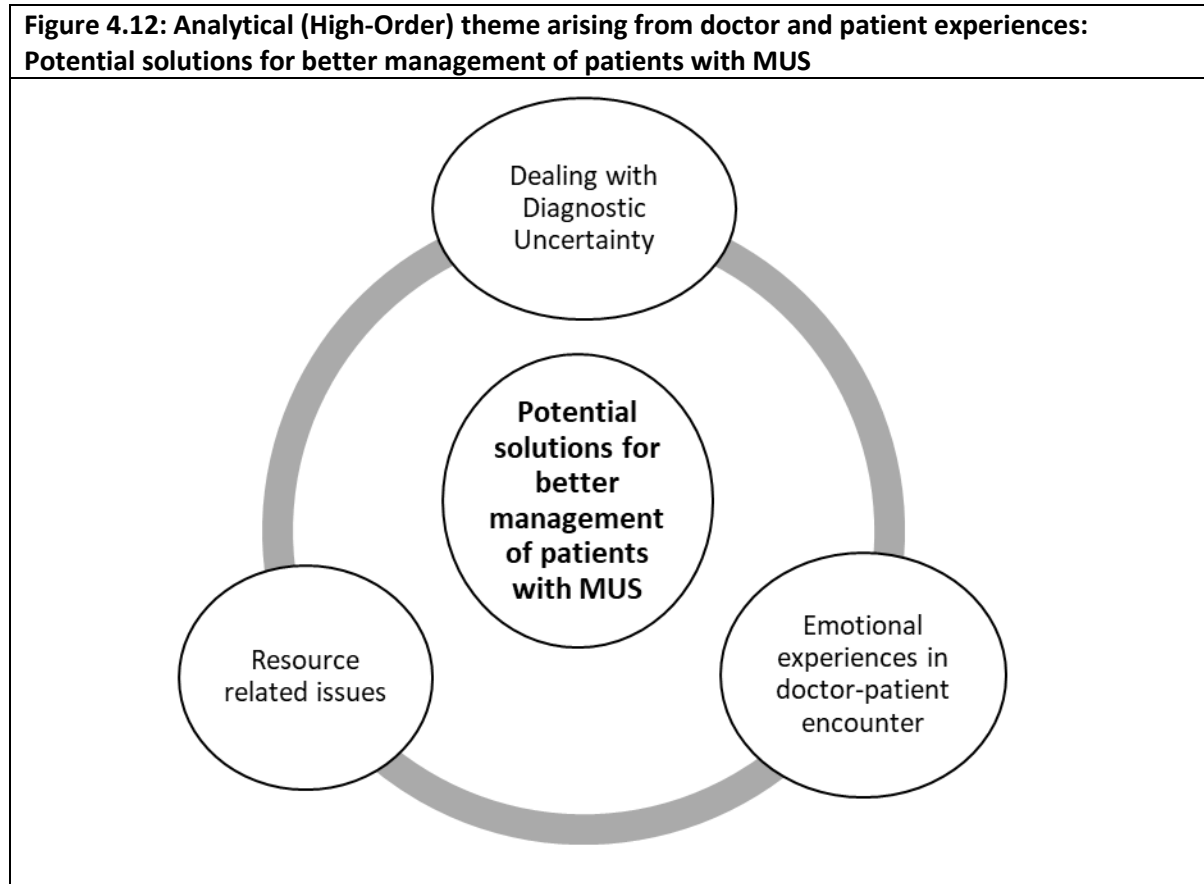 Figure 4.12: Analytical (High-Order) theme arising from doctor and patient experiences:
Potential solutions for better management of patients with MUS
Dealing with
Diagnostic
Uncertainty
Potential
solutions for
better
management
of patients
with MUS
Resource
related issues
Emotional
experiences in
doctor-patient
encounter